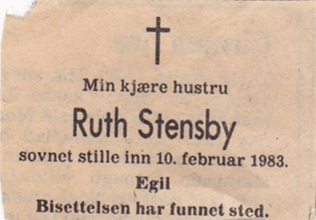 Min kjære hustru
Ruth Stensby
sovnet stille inn 10. februar 1983.
Egil
Bisettelsen har funnet sted.